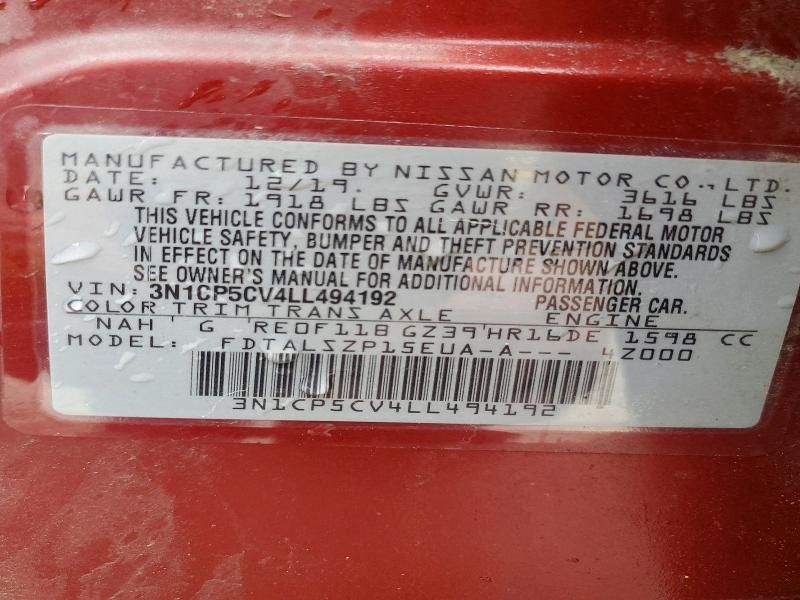 MANUFACTURED BY NISSAN MOTOR CO.,LTD.
DATE: 12/19. GVWR: 3616 LBS
GAWR FR: 1918 LBS GAWR RR: 1698 LBS
THIS VEHICLE CONFORMS TO ALL APPLICABLE FEDERAL MOTOR
VEHICLE SAFETY, BUMPER AND THEFT PREVENTION STANDARDS
IN EFFECT ON THE DATE OF MANUFACTURE SHOWN ABOVE.
SEE OWNER'S MANUAL FOR ADDITIONAL INFORMATION.
VIN: 3N1CP5CV4LL494192 PASSENGER CAR.
COLOR TRIM TRANS AXLE ENGINE
NAH G RE0F11B GZ39 HR16DE 1598 CC
MODEL: FDTALSZP15EUA-A--- 4Z000
3N1CP5CV4LL494192